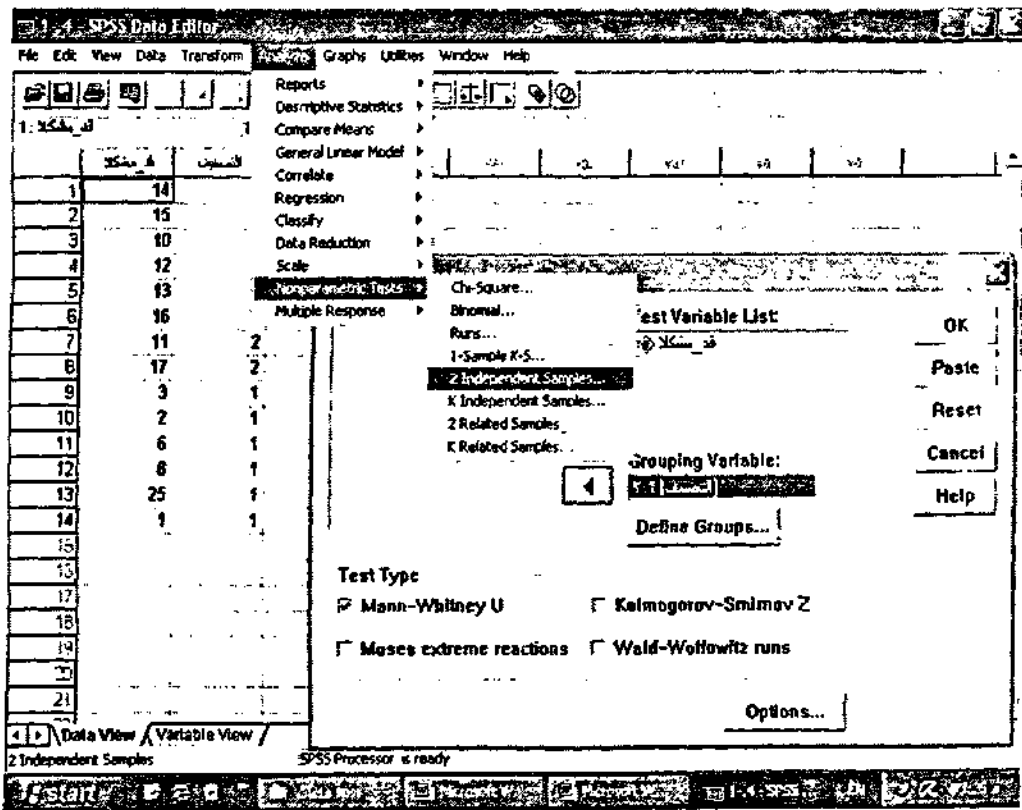 1-4 - SPSS Data Editor
File Edit View Data Transform Graphs Utilities Window Help
Reports
Descriptive Statistics
Compare Means
General Linear Model
Correlate
Regression
Classify
Data Reduction
Scale
Nonparametric Tests
Multiple Response
Chi-Square...
Binomial...
Runs...
1-Sample K-S...
2 Independent Samples...
K Independent Samples...
2 Related Samples
K Related Samples...
1 14
2 15
3 10
4 12
5 13
6 16
7 11 2
8 17 2
9 3 1
10 2 1
11 6 1
12 8 1
13 25 1
14 1 1
15
16
17
18
19
20
21
est Variable List:
Grouping Variable:
Define Groups...
OK
Paste
Reset
Cancel
Help
Test Type
Mann-Whitney U Kolmogorov-Smirnov Z
Moses extreme reactions Wald-Wolfowitz runs
Options...
Data View Variable View
2 Independent Samples SPSS Processor is ready
start